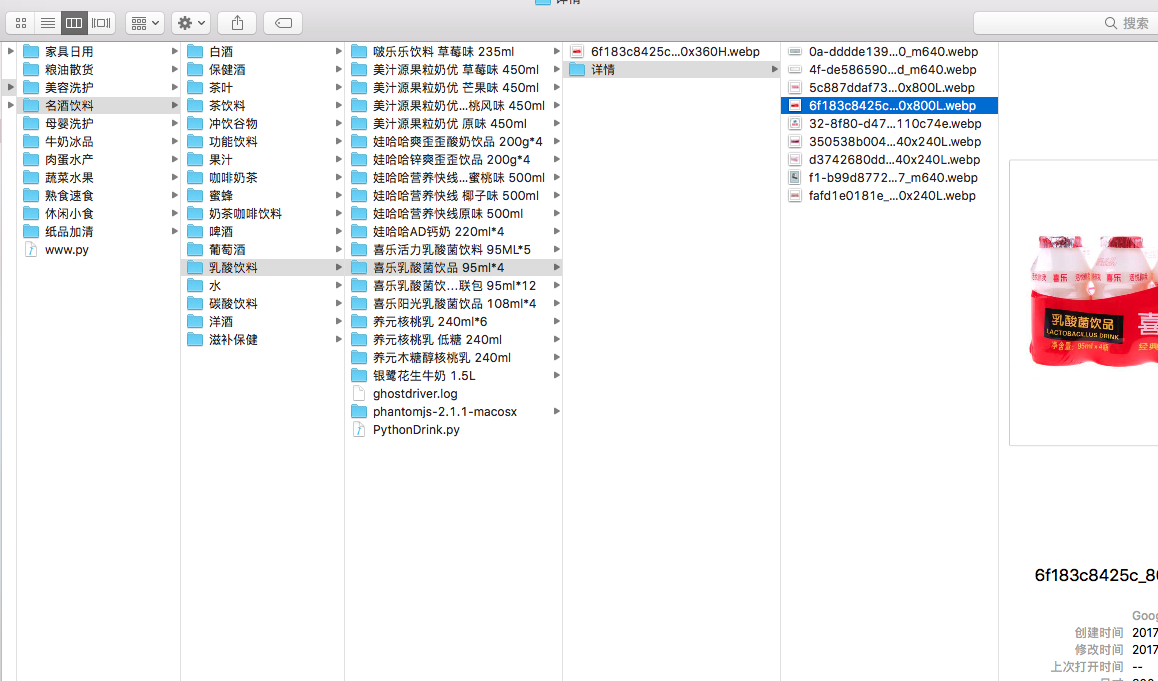 详情
搜索
家具日用
粮油散货
美容洗护
名酒饮料
母婴洗护
牛奶冰品
肉蛋水产
蔬菜水果
熟食速食
休闲小食
纸品加清
www.py
白酒
保健酒
茶叶
茶饮料
冲饮谷物
功能饮料
果汁
咖啡奶茶
蜜蜂
奶茶咖啡饮料
啤酒
葡萄酒
乳酸饮料
水
碳酸饮料
洋酒
滋补保健
啵乐乐饮料 草莓味 235ml
美汁源果粒奶优 草莓味 450ml
美汁源果粒奶优 芒果味 450ml
美汁源果粒奶优...桃风味 450ml
美汁源果粒奶优 原味 450ml
娃哈哈爽歪歪酸奶饮品 200g*4
娃哈哈锌爽歪歪饮品 200g*4
娃哈哈营养快线...蜜桃味 500ml
娃哈哈营养快线 椰子味 500ml
娃哈哈营养快线原味 500ml
娃哈哈AD钙奶 220ml*4
喜乐活力乳酸菌饮料 95ML*5
喜乐乳酸菌饮品 95ml*4
喜乐乳酸菌饮...联包 95ml*12
喜乐阳光乳酸菌饮品 108ml*4
养元核桃乳 240ml*6
养元核桃乳 低糖 240ml
养元木糖醇核桃乳 240ml
银鹭花生牛奶 1.5L
ghostdriver.log
phantomjs-2.1.1-macosx
PythonDrink.py
6f183c8425c...0x360H.webp
详情
0a-dddde139...0_m640.webp
4f-de586590...d_m640.webp
5c887ddaf73...0x800L.webp
6f183c8425c...0x800L.webp
32-8f80-d47...110c74e.webp
350538b004...40x240L.webp
d3742680dd...40x240L.webp
f1-b99d8772...7_m640.webp
fafd1e0181e_...0x240L.webp
喜乐
喜乐
乳酸菌饮品
LACTOBACILLUS DRINK
净含量: 95ml×4瓶
喜
经典
6f183c8425c_80
Goog
创建时间 2017
修改时间 2017
上次打开时间 --